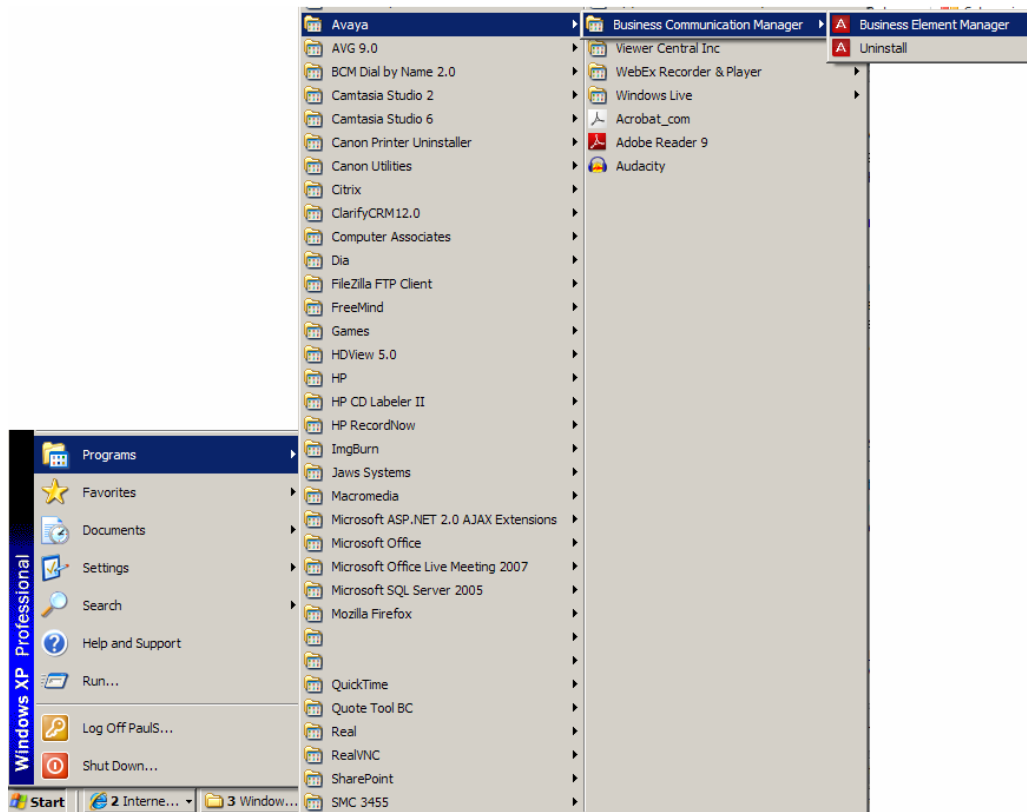 Avaya
AVG 9.0
BCM Dial by Name 2.0
Camtasia Studio 2
Camtasia Studio 6
Canon Printer Uninstaller
Canon Utilities
Citrix
ClarifyCRM12.0
Computer Associates
Dia
FileZilla FTP Client
FreeMind
Games
HDView 5.0
HP
HP CD Labeler II
HP RecordNow
ImgBurn
Jaws Systems
Macromedia
Microsoft ASP.NET 2.0 AJAX Extensions
Microsoft Office
Microsoft Office Live Meeting 2007
Microsoft SQL Server 2005
Mozilla Firefox
QuickTime
Quote Tool BC
Real
RealVNC
SharePoint
SMC 3455
Business Communication Manager
Viewer Central Inc
WebEx Recorder & Player
Windows Live
Acrobat_com
Adobe Reader 9
Audacity
Business Element Manager
Uninstall
Windows XP Professional
Programs
Favorites
Documents
Settings
Search
Help and Support
Run...
Log Off PaulS...
Shut Down...
Start
2 Interne...
3 Window...